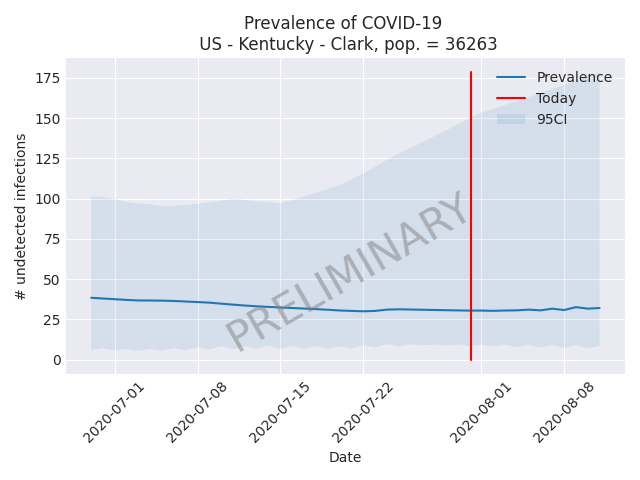 Prevalence of COVID-19
US - Kentucky - Clark, pop. = 36263
175
150
125
100
75
50
25
0
# undetected infections
Prevalence
Today
95CI
PRELIMINARY
2020-07-01
2020-07-08
2020-07-15
2020-07-22
2020-08-01
2020-08-08
Date